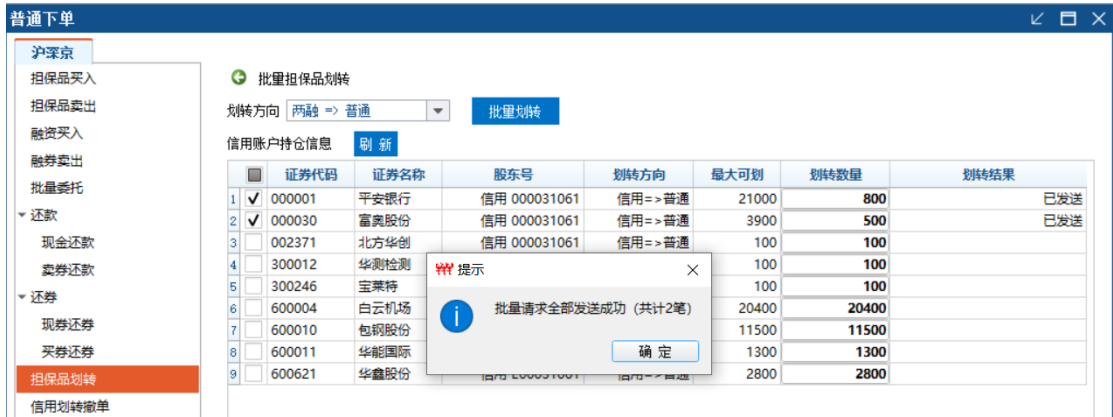 普通下单
沪深京
担保品买入
担保品卖出
融资买入
融券卖出
批量委托
还款
现金还款
卖券还款
还券
现券还券
买券还券
担保品划转
信用划转撤单
批量担保品划转
划转方向 两融 => 普通 批量划转
信用账户持仓信息 刷 新
证券代码 证券名称 股东号 划转方向 最大可划 划转数量 划转结果
1 000001 平安银行 信用 000031061 信用=>普通 21000 800 已发送
2 000030 富奥股份 信用 000031061 信用=>普通 3900 500 已发送
3 002371 北方华创 信用 000031061 信用=>普通 100 100
4 300012 华测检测 100 100
5 300246 宝莱特 100 100
6 600004 白云机场 20400 20400
7 600010 包钢股份 11500 11500
8 600011 华能国际 1300 1300
9 600621 华鑫股份 2800 2800
提示
批量请求全部发送成功（共计2笔）
确 定